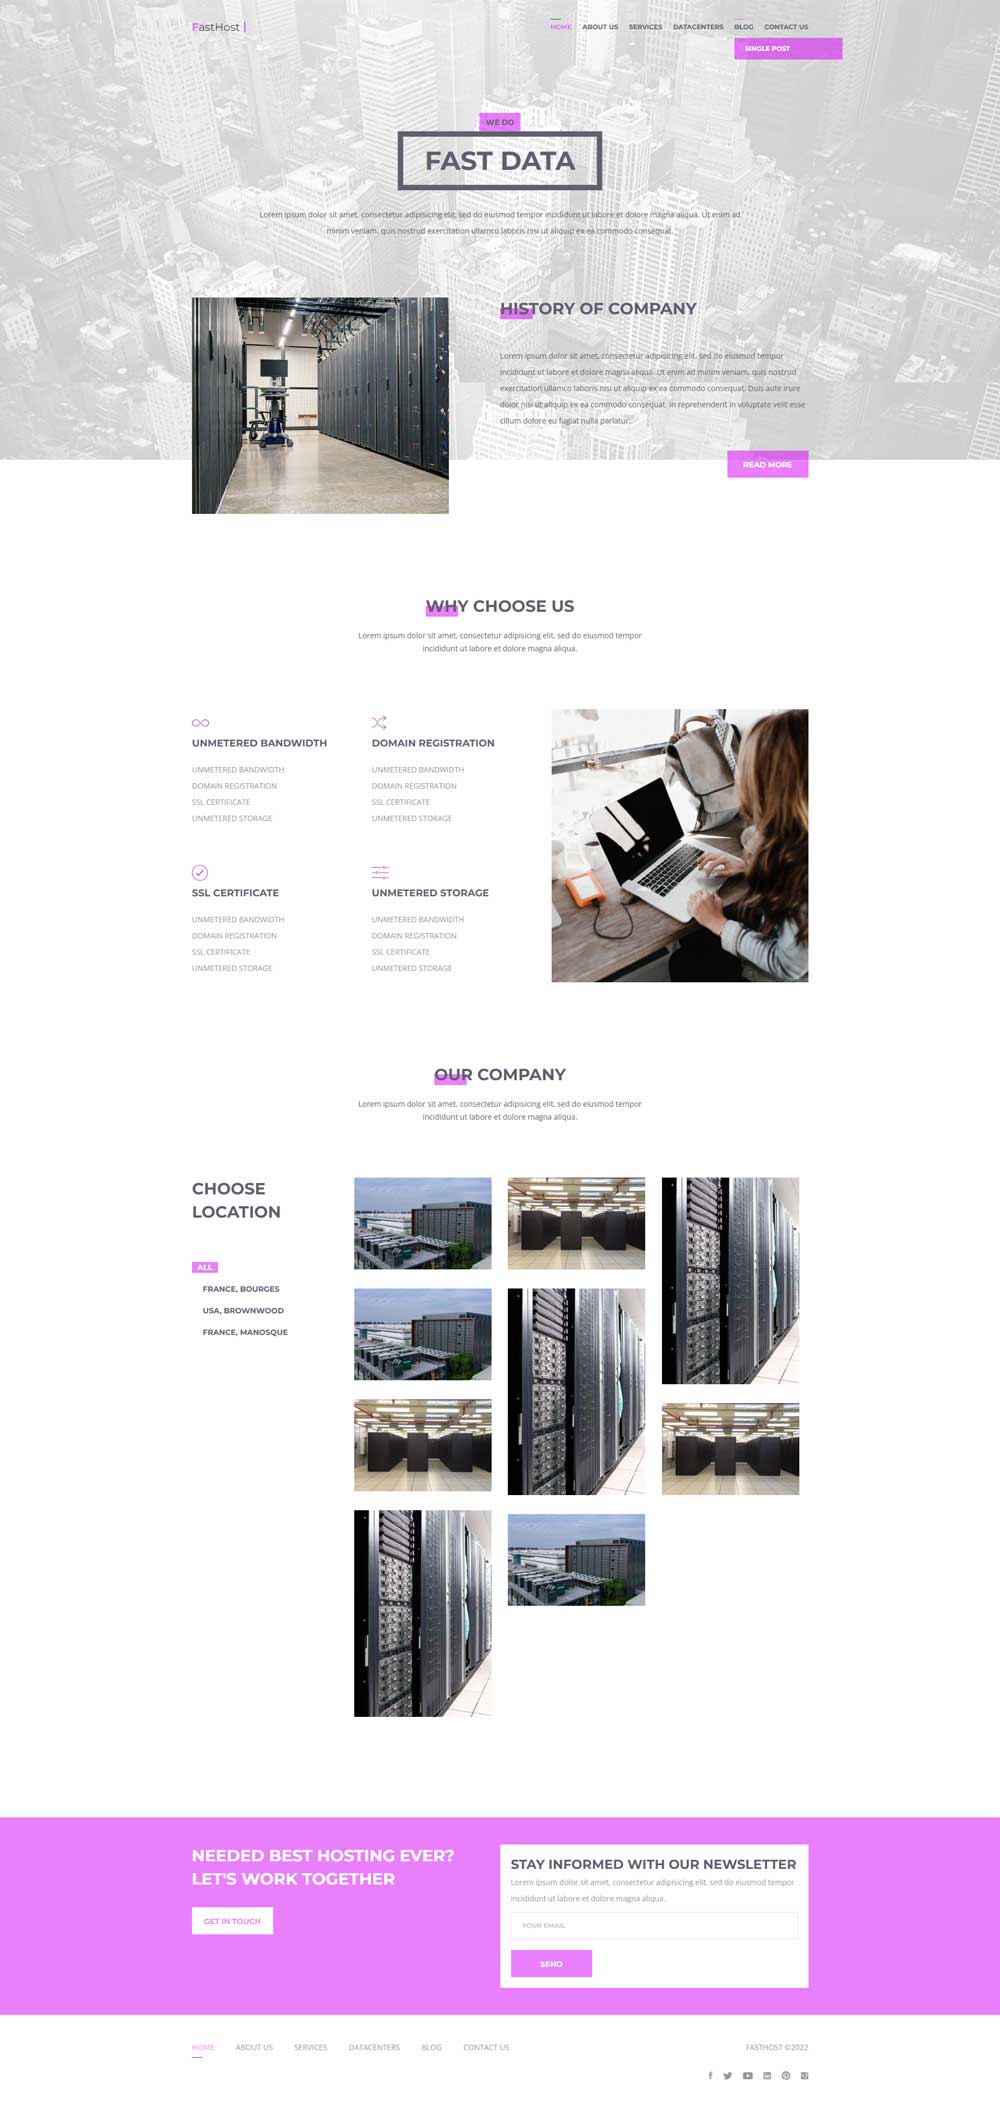 FastHost
HOME ABOUT US SERVICES DATACENTERS BLOG CONTACT US
SINGLE POST
WE DO
FAST DATA
Lorem ipsum dolor sit amet, consectetur adipisicing elit, sed do eiusmod tempor incididunt ut labore et dolore magna aliqua. Ut enim ad
minim veniam, quis nostrud exercitation ullamco laboris nisi ut aliquip ex ea commodo consequat.
HISTORY OF COMPANY
Lorem ipsum dolor sit amet, consectetur adipisicing elit, sed do eiusmod tempor
incididunt ut labore et dolore magna aliqua. Ut enim ad minim veniam, quis nostrud
exercitation ullamco laboris nisi ut aliquip ex ea commodo consequat. Duis aute irure
dolor nisi ut aliquip ex ea commodo consequat. in reprehenderit in voluptate velit esse
cillum dolore eu fugiat nulla pariatur.
READ MORE
WHY CHOOSE US
Lorem ipsum dolor sit amet, consectetur adipisicing elit, sed do eiusmod tempor
incididunt ut labore et dolore magna aliqua.
UNMETERED BANDWIDTH
UNMETERED BANDWIDTH
DOMAIN REGISTRATION
SSL CERTIFICATE
UNMETERED STORAGE
DOMAIN REGISTRATION
UNMETERED BANDWIDTH
DOMAIN REGISTRATION
SSL CERTIFICATE
UNMETERED STORAGE
SSL CERTIFICATE
UNMETERED BANDWIDTH
DOMAIN REGISTRATION
SSL CERTIFICATE
UNMETERED STORAGE
UNMETERED STORAGE
UNMETERED BANDWIDTH
DOMAIN REGISTRATION
SSL CERTIFICATE
UNMETERED STORAGE
OUR COMPANY
Lorem ipsum dolor sit amet, consectetur adipisicing elit, sed do eiusmod tempor
incididunt ut labore et dolore magna aliqua.
CHOOSE
LOCATION
ALL
FRANCE, BOURGES
USA, BROWNWOOD
FRANCE, MANOSQUE
NEEDED BEST HOSTING EVER?
LET'S WORK TOGETHER
GET IN TOUCH
STAY INFORMED WITH OUR NEWSLETTER
Lorem ipsum dolor sit amet, consectetur adipisicing elit, sed do eiusmod tempor
incididunt ut labore et dolore magna aliqua.
YOUR EMAIL
SEND
HOME ABOUT US SERVICES DATACENTERS BLOG CONTACT US
FASTHOST ©2022